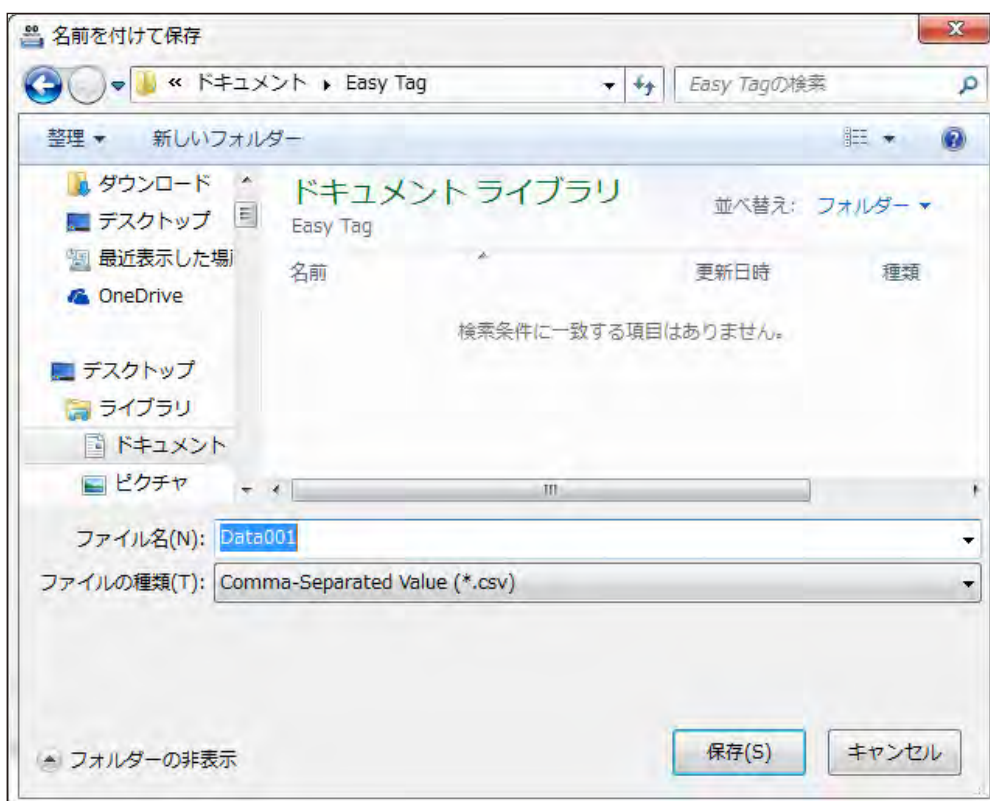 名前を付けて保存
« ドキュメント ▸ Easy Tag
Easy Tagの検索
整理 ▼ 新しいフォルダー
ダウンロード
デスクトップ
最近表示した場
OneDrive
デスクトップ
ライブラリ
ドキュメント
ピクチャ
ドキュメント ライブラリ
Easy Tag
並べ替え: フォルダー ▼
名前 更新日時 種類
検索条件に一致する項目はありません。
ファイル名(N): Data001
ファイルの種類(T): Comma-Separated Value (*.csv)
フォルダーの非表示
保存(S) キャンセル